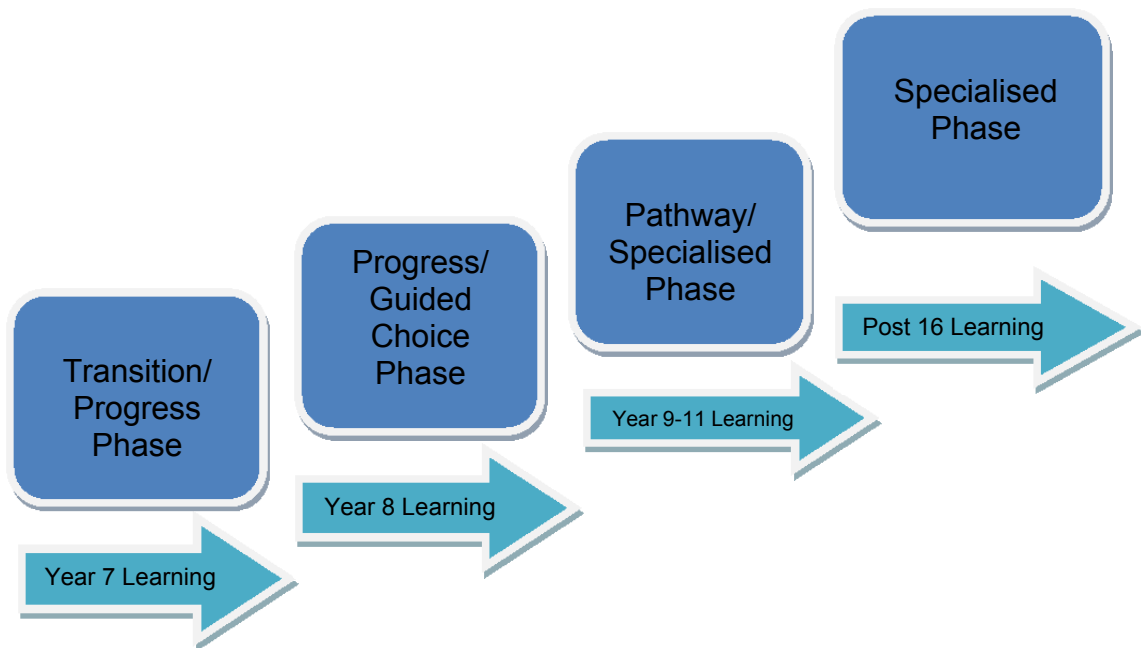 Transition/
Progress
Phase
Year 7 Learning
Progress/
Guided
Choice
Phase
Year 8 Learning
Pathway/
Specialised
Phase
Year 9-11 Learning
Specialised
Phase
Post 16 Learning